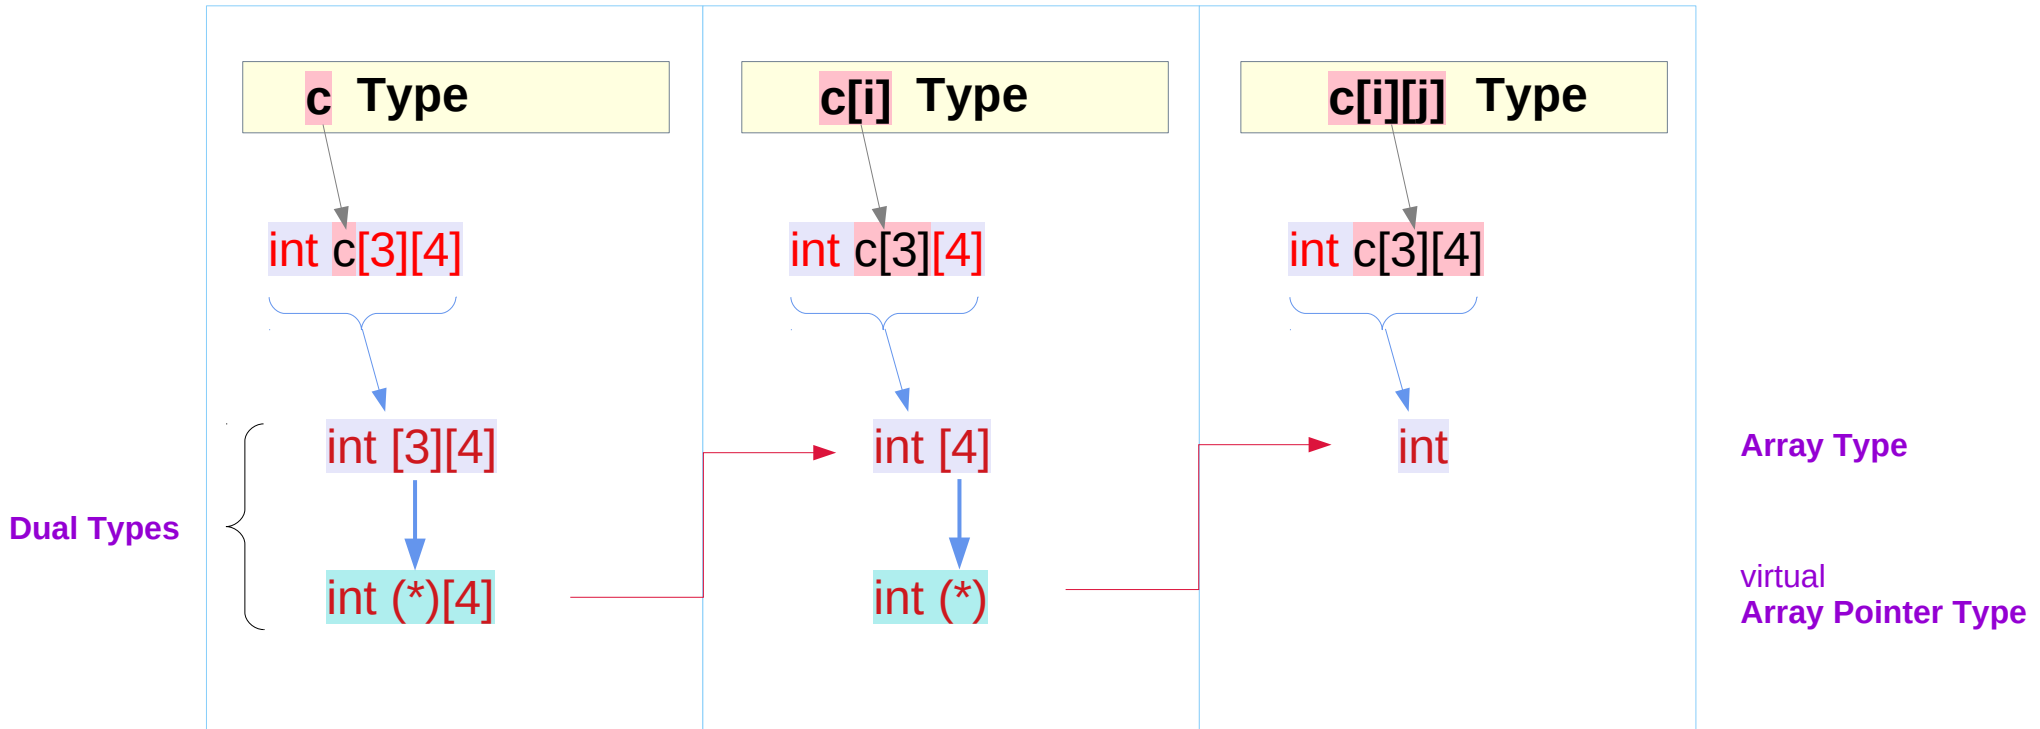 c Type
c[i] Type
c[i][j] Type
int c[3][4]
int c[3][4]
int c[3][4]
int [3][4]
int [4]
int
Array Type
Dual Types
int (*)[4]
int (*)
virtual
Array Pointer Type